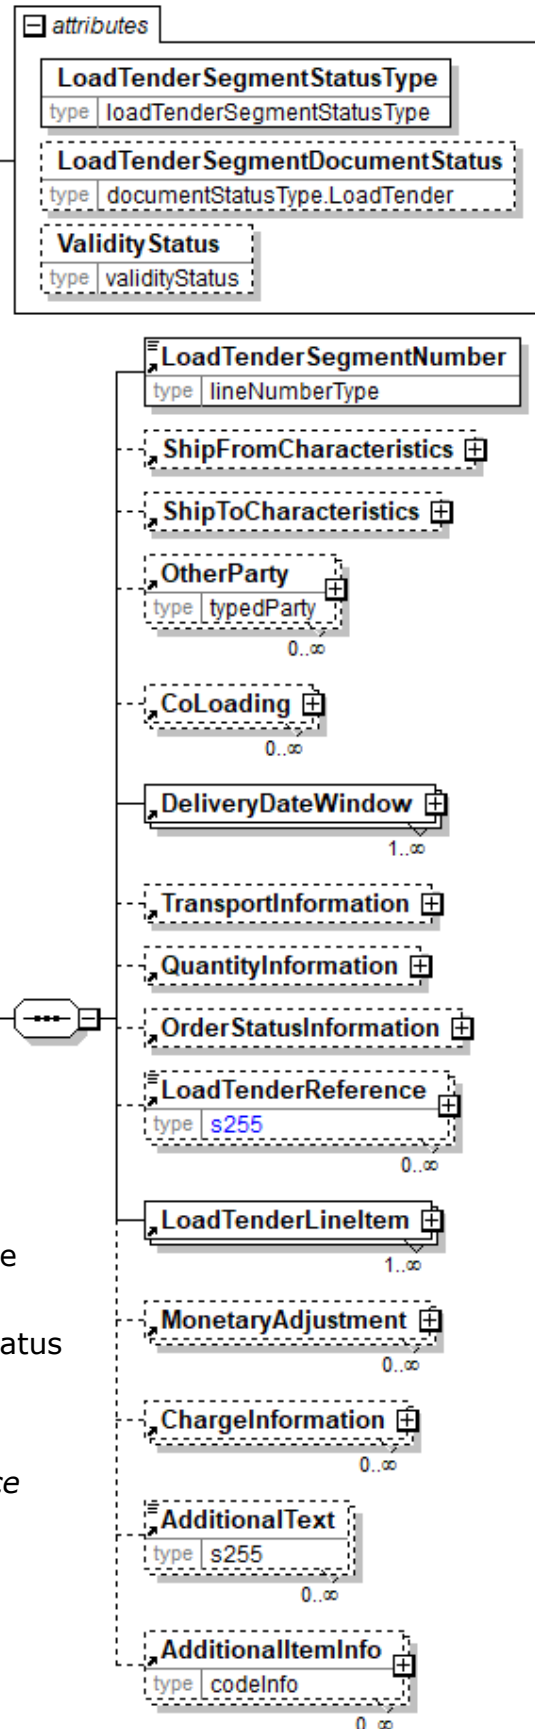 attributes
LoadTenderSegmentStatusType
type loadTenderSegmentStatusType
LoadTenderSegmentDocumentStatus
type documentStatusType.LoadTender
ValidityStatus
type validityStatus
LoadTenderSegmentNumber
type lineNumberType
ShipFromCharacteristics
ShipToCharacteristics
OtherParty
type typedParty
0..∞
CoLoading
0..∞
DeliveryDateWindow
1..∞
TransportInformation
QuantityInformation
OrderStatusInformation
LoadTenderReference
type s255
0..∞
LoadTenderLineItem
e
1..∞
MonetaryAdjustment
atus
0..∞
ChargeInformation
0..∞
ce
AdditionalText
type s255
0..∞
AdditionalItemInfo
type codeInfo
0..∞